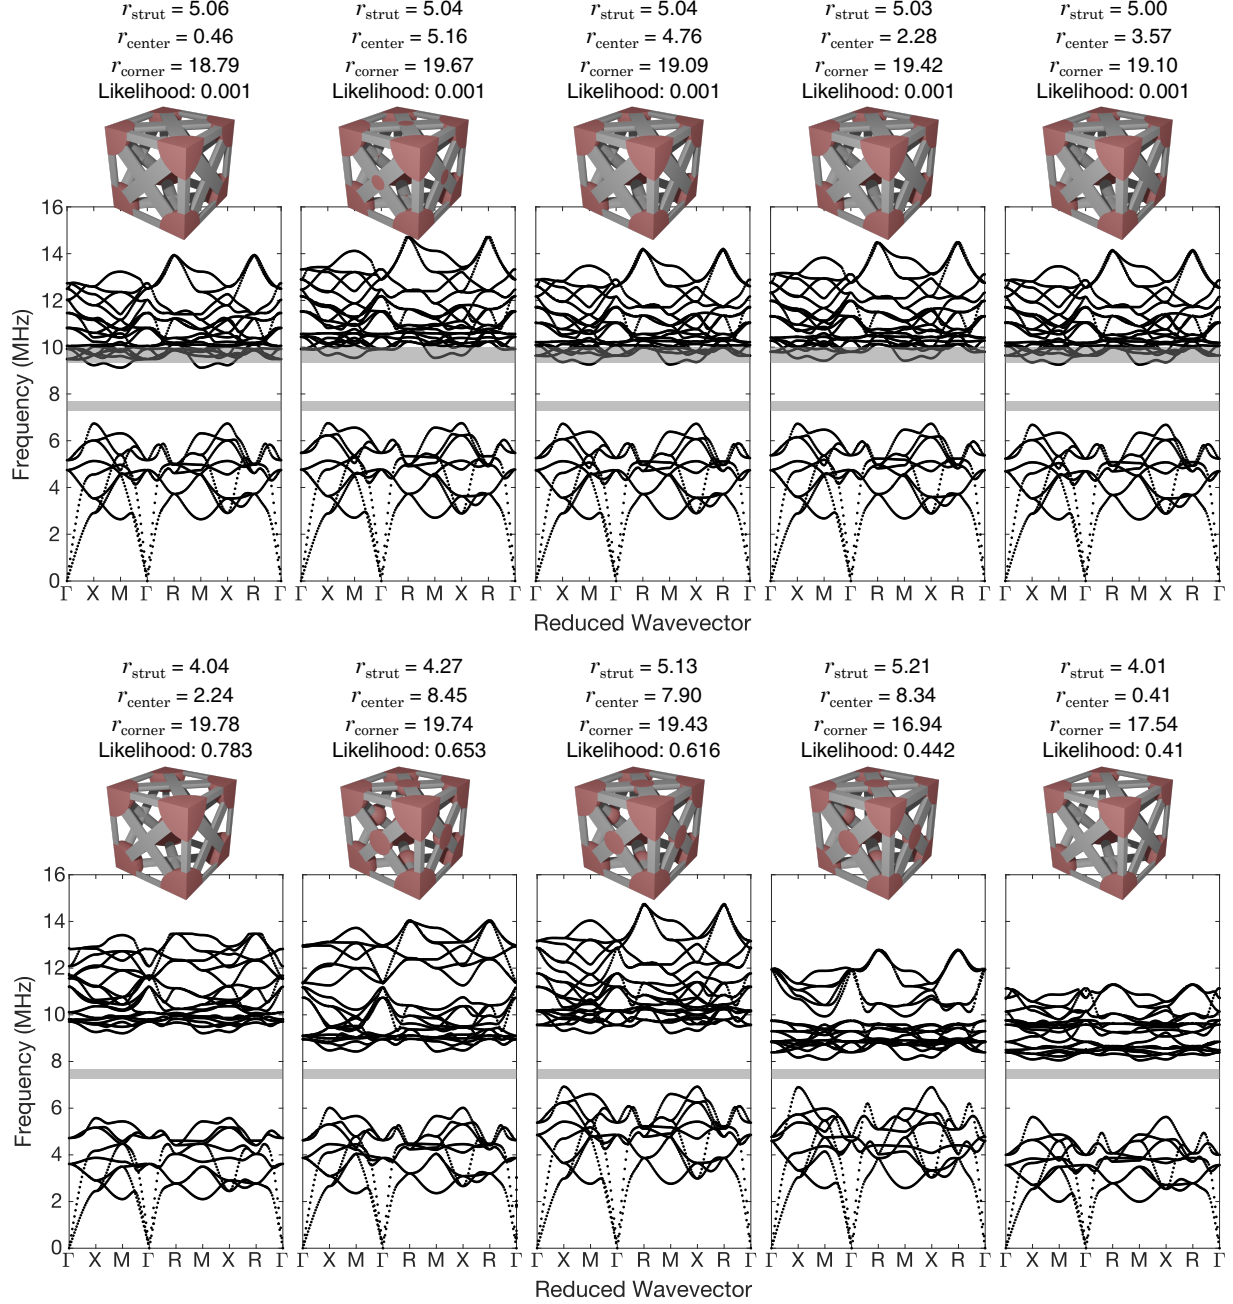 r_strut = 5.06 r_strut = 5.04 r_strut = 5.04 r_strut = 5.03 r_strut = 5.00
r_center = 0.46 r_center = 5.16 r_center = 4.76 r_center = 2.28 r_center = 3.57
r_corner = 18.79 r_corner = 19.67 r_corner = 19.09 r_corner = 19.42 r_corner = 19.10
Likelihood: 0.001 Likelihood: 0.001 Likelihood: 0.001 Likelihood: 0.001 Likelihood: 0.001
16
14
12
10
8
6
4
2
0
Frequency (MHz)
Γ X M Γ R M X R Γ Γ X M Γ R M X R Γ Γ X M Γ R M X R Γ Γ X M Γ R M X R Γ Γ X M Γ R M X R Γ
Reduced Wavevector
r_strut = 4.04 r_strut = 4.27 r_strut = 5.13 r_strut = 5.21 r_strut = 4.01
r_center = 2.24 r_center = 8.45 r_center = 7.90 r_center = 8.34 r_center = 0.41
r_corner = 19.78 r_corner = 19.74 r_corner = 19.43 r_corner = 16.94 r_corner = 17.54
Likelihood: 0.783 Likelihood: 0.653 Likelihood: 0.616 Likelihood: 0.442 Likelihood: 0.41
16
14
12
10
8
6
4
2
0
Frequency (MHz)
Γ X M Γ R M X R Γ Γ X M Γ R M X R Γ Γ X M Γ R M X R Γ Γ X M Γ R M X R Γ Γ X M Γ R M X R Γ
Reduced Wavevector